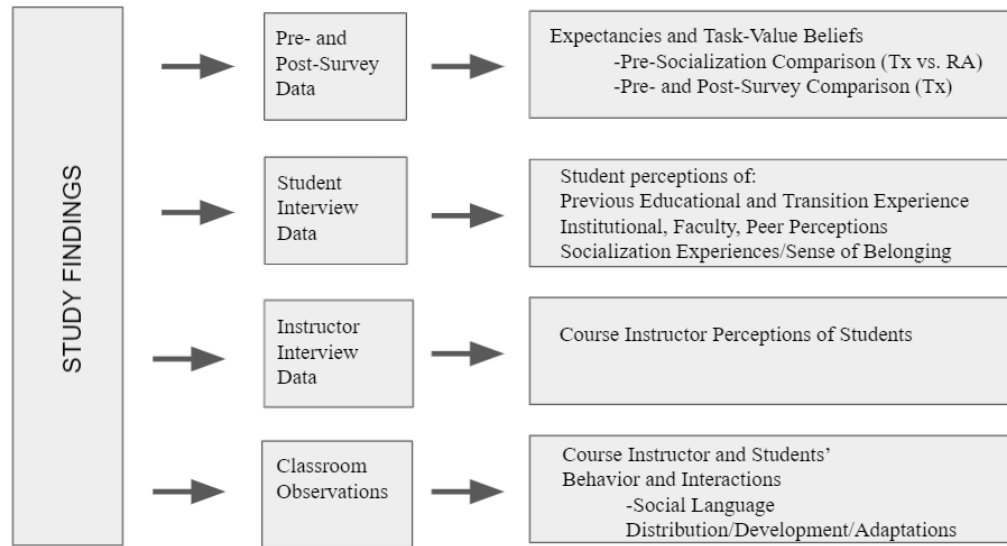 STUDY FINDINGS
Pre- and
Post-Survey
Data
Expectancies and Task-Value Beliefs
-Pre-Socialization Comparison (Tx vs. RA)
-Pre- and Post-Survey Comparison (Tx)
Student
Interview
Data
Student perceptions of:
Previous Educational and Transition Experience
Institutional, Faculty, Peer Perceptions
Socialization Experiences/Sense of Belonging
Instructor
Interview
Data
Course Instructor Perceptions of Students
Classroom
Observations
Course Instructor and Students’
Behavior and Interactions
-Social Language
Distribution/Development/Adaptations